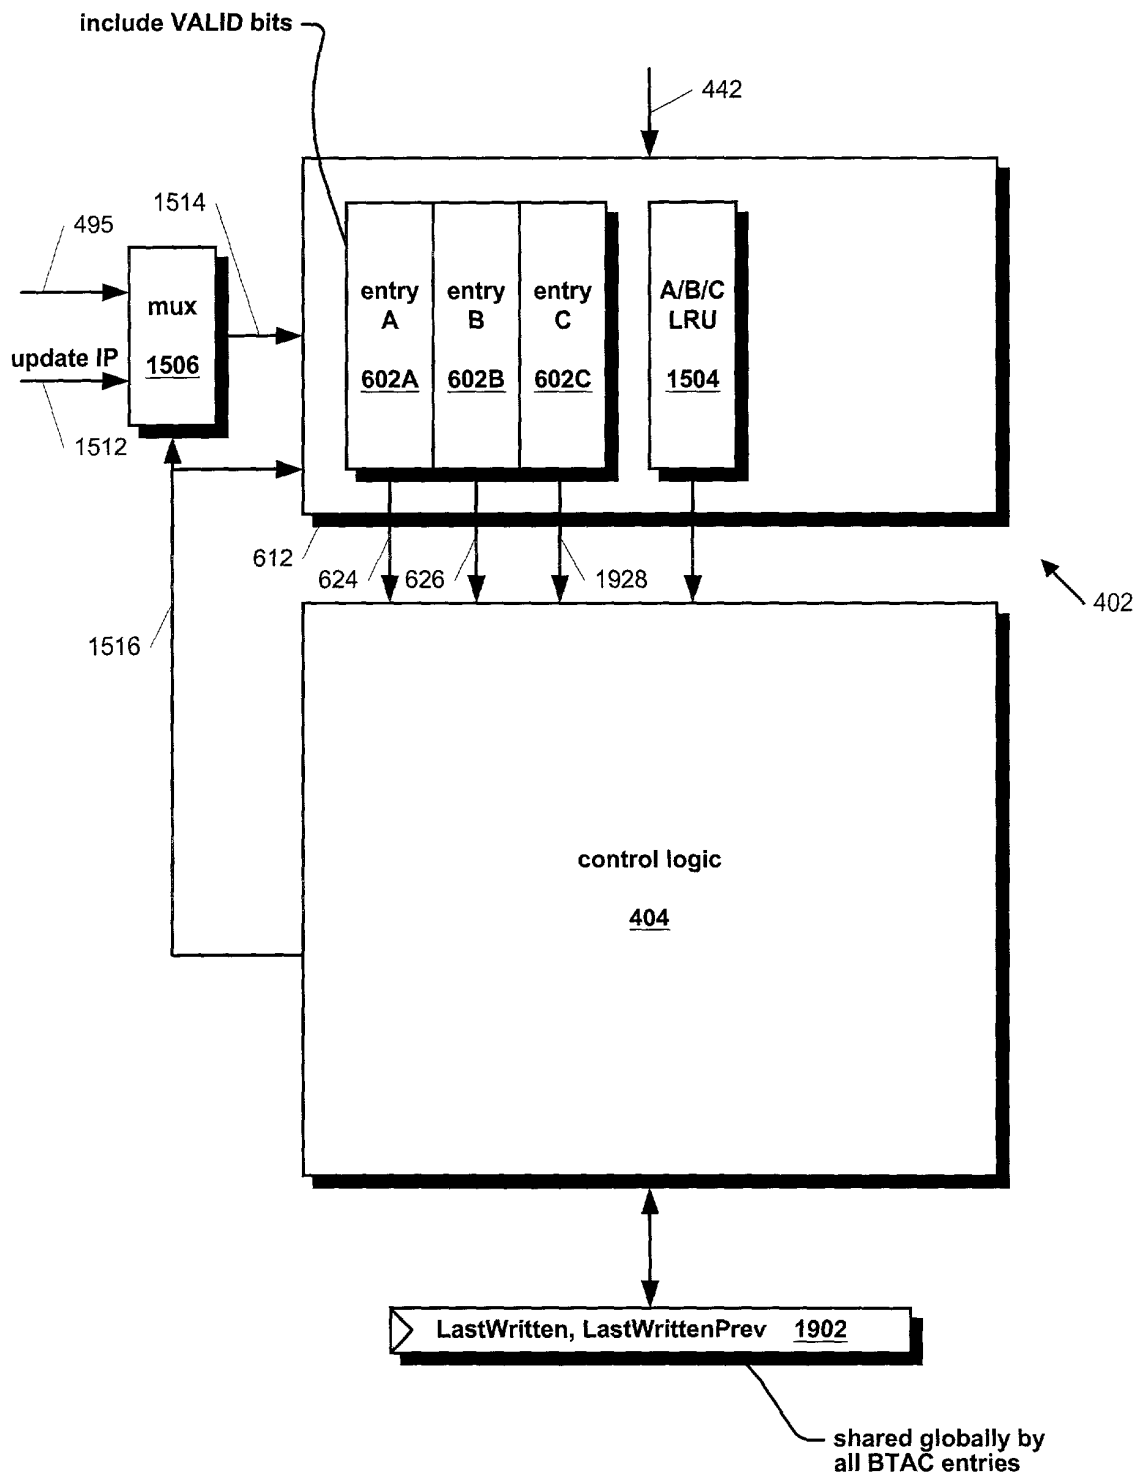 include VALID bits
442
1514
495
mux
1506
update IP
1512
entry
A
602A
entry
B
602B
entry
C
602C
A/B/C
LRU
1504
612
624
626
1928
402
1516
control logic
404
LastWritten, LastWrittenPrev 1902
shared globally by
all BTAC entries